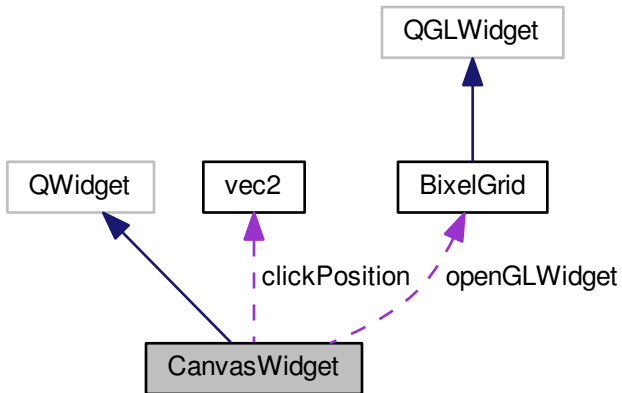 QGLWidget
QWidget
vec2
BixelGrid
clickPosition
openGLWidget
CanvasWidget